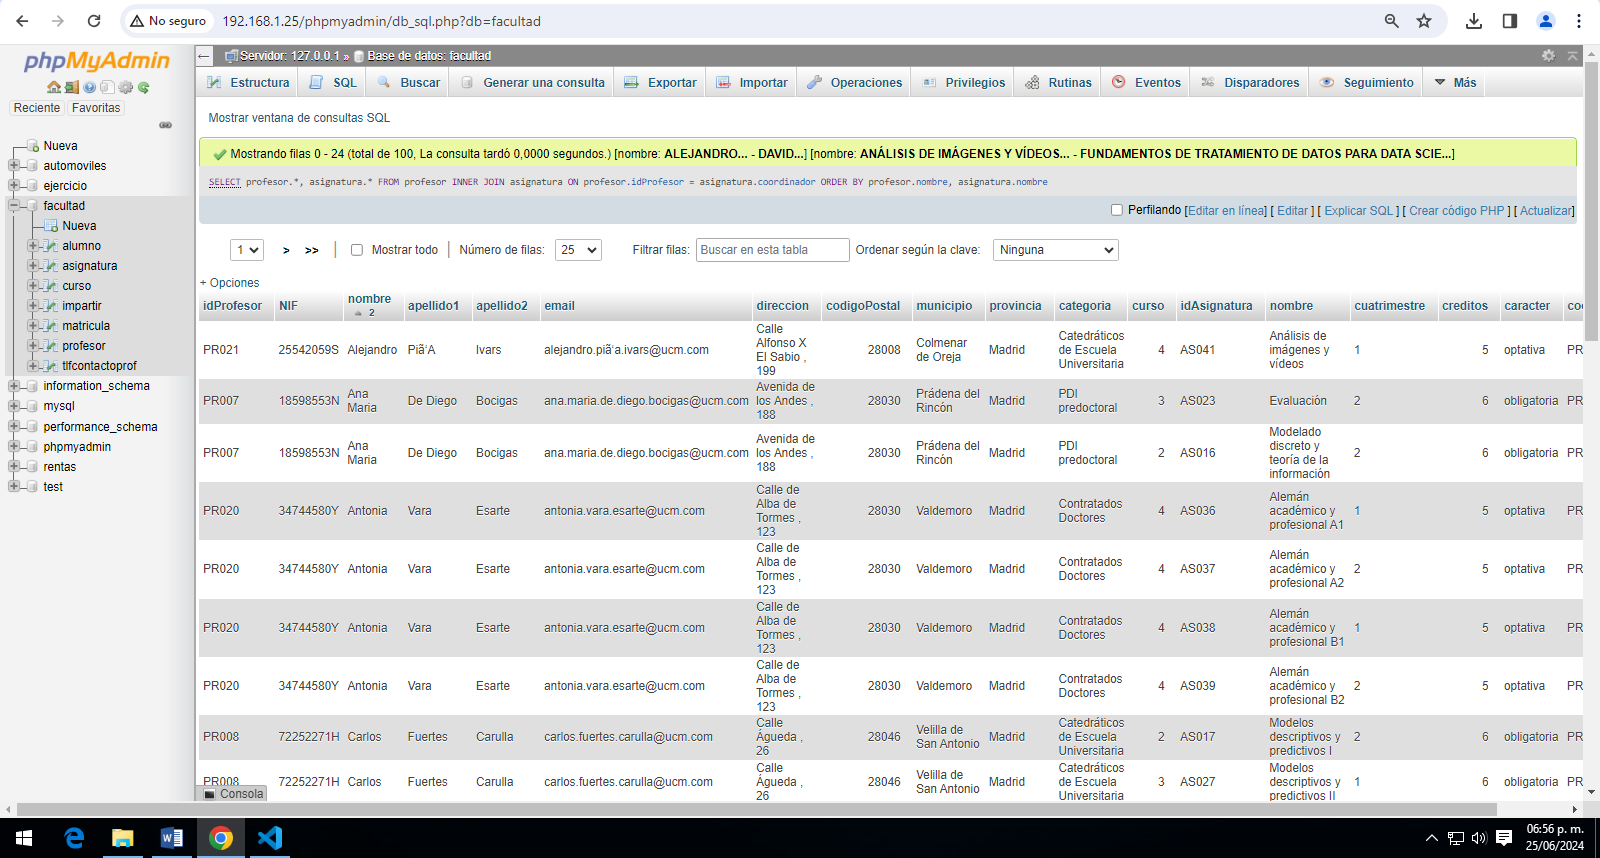 No seguro
192.168.1.25/phpmyadmin/db_sql.php?db=facultad
phpMyAdmin
Reciente Favoritas
Nueva
automoviles
ejercicio
facultad
Nueva
alumno
asignatura
curso
impartir
matricula
profesor
tlfcontactoprof
information_schema
mysql
performance_schema
phpmyadmin
rentas
test
Servidor: 127.0.0.1 » Base de datos: facultad
Estructura SQL Buscar Generar una consulta Exportar Importar Operaciones Privilegios Rutinas Eventos Disparadores Seguimiento Más
Mostrar ventana de consultas SQL
Mostrando filas 0 - 24 (total de 100, La consulta tardó 0,0000 segundos.) [nombre: ALEJANDRO... - DAVID...] [nombre: ANÁLISIS DE IMÁGENES Y VÍDEOS... - FUNDAMENTOS DE TRATAMIENTO DE DATOS PARA DATA SCIE...]
SELECT profesor.*, asignatura.* FROM profesor INNER JOIN asignatura ON profesor.idProfesor = asignatura.coordinador ORDER BY profesor.nombre, asignatura.nombre
Perfilando [Editar en línea] [ Editar ] [ Explicar SQL ] [ Crear código PHP ] [ Actualizar]
1 > >> | Mostrar todo | Número de filas: 25 Filtrar filas: Buscar en esta tabla Ordenar según la clave: Ninguna
+ Opciones
idProfesor NIF nombre 2 apellido1 apellido2 email direccion codigoPostal municipio provincia categoria curso idAsignatura nombre cuatrimestre creditos caracter coo
PR021 25542059S Alejandro Piã‘A Ivars alejandro.piã‘a.ivars@ucm.com Calle Alfonso X El Sabio , 199 28008 Colmenar de Oreja Madrid Catedráticos de Escuela Universitaria 4 AS041 Análisis de imágenes y vídeos 1 5 optativa PR
PR007 18598553N Ana Maria De Diego Bocigas ana.maria.de.diego.bocigas@ucm.com Avenida de los Andes , 188 28030 Prádena del Rincón Madrid PDI predoctoral 3 AS023 Evaluación 2 6 obligatoria PR
PR007 18598553N Ana Maria De Diego Bocigas ana.maria.de.diego.bocigas@ucm.com Avenida de los Andes , 188 28030 Prádena del Rincón Madrid PDI predoctoral 2 AS016 Modelado discreto y teoría de la información 2 6 obligatoria PR
PR020 34744580Y Antonia Vara Esarte antonia.vara.esarte@ucm.com Calle de Alba de Tormes , 123 28030 Valdemoro Madrid Contratados Doctores 4 AS036 Alemán académico y profesional A1 1 5 optativa PR
PR020 34744580Y Antonia Vara Esarte antonia.vara.esarte@ucm.com Calle de Alba de Tormes , 123 28030 Valdemoro Madrid Contratados Doctores 4 AS037 Alemán académico y profesional A2 2 5 optativa PR
PR020 34744580Y Antonia Vara Esarte antonia.vara.esarte@ucm.com Calle de Alba de Tormes , 123 28030 Valdemoro Madrid Contratados Doctores 4 AS038 Alemán académico y profesional B1 1 5 optativa PR
PR020 34744580Y Antonia Vara Esarte antonia.vara.esarte@ucm.com Calle de Alba de Tormes , 123 28030 Valdemoro Madrid Contratados Doctores 4 AS039 Alemán académico y profesional B2 2 5 optativa PR
PR008 72252271H Carlos Fuertes Carulla carlos.fuertes.carulla@ucm.com Calle Águeda , 26 28046 Velilla de San Antonio Madrid Catedráticos de Escuela Universitaria 2 AS017 Modelos descriptivos y predictivos I 2 6 obligatoria PR
PR008 72252271H Carlos Fuertes Carulla carlos.fuertes.carulla@ucm.com Calle Águeda , 26 28046 Velilla de San Antonio Madrid Catedráticos de Escuela Universitaria 3 AS027 Modelos descriptivos y predictivos II 1 6 obligatoria PR
Consola
06:56 p. m.
25/06/2024